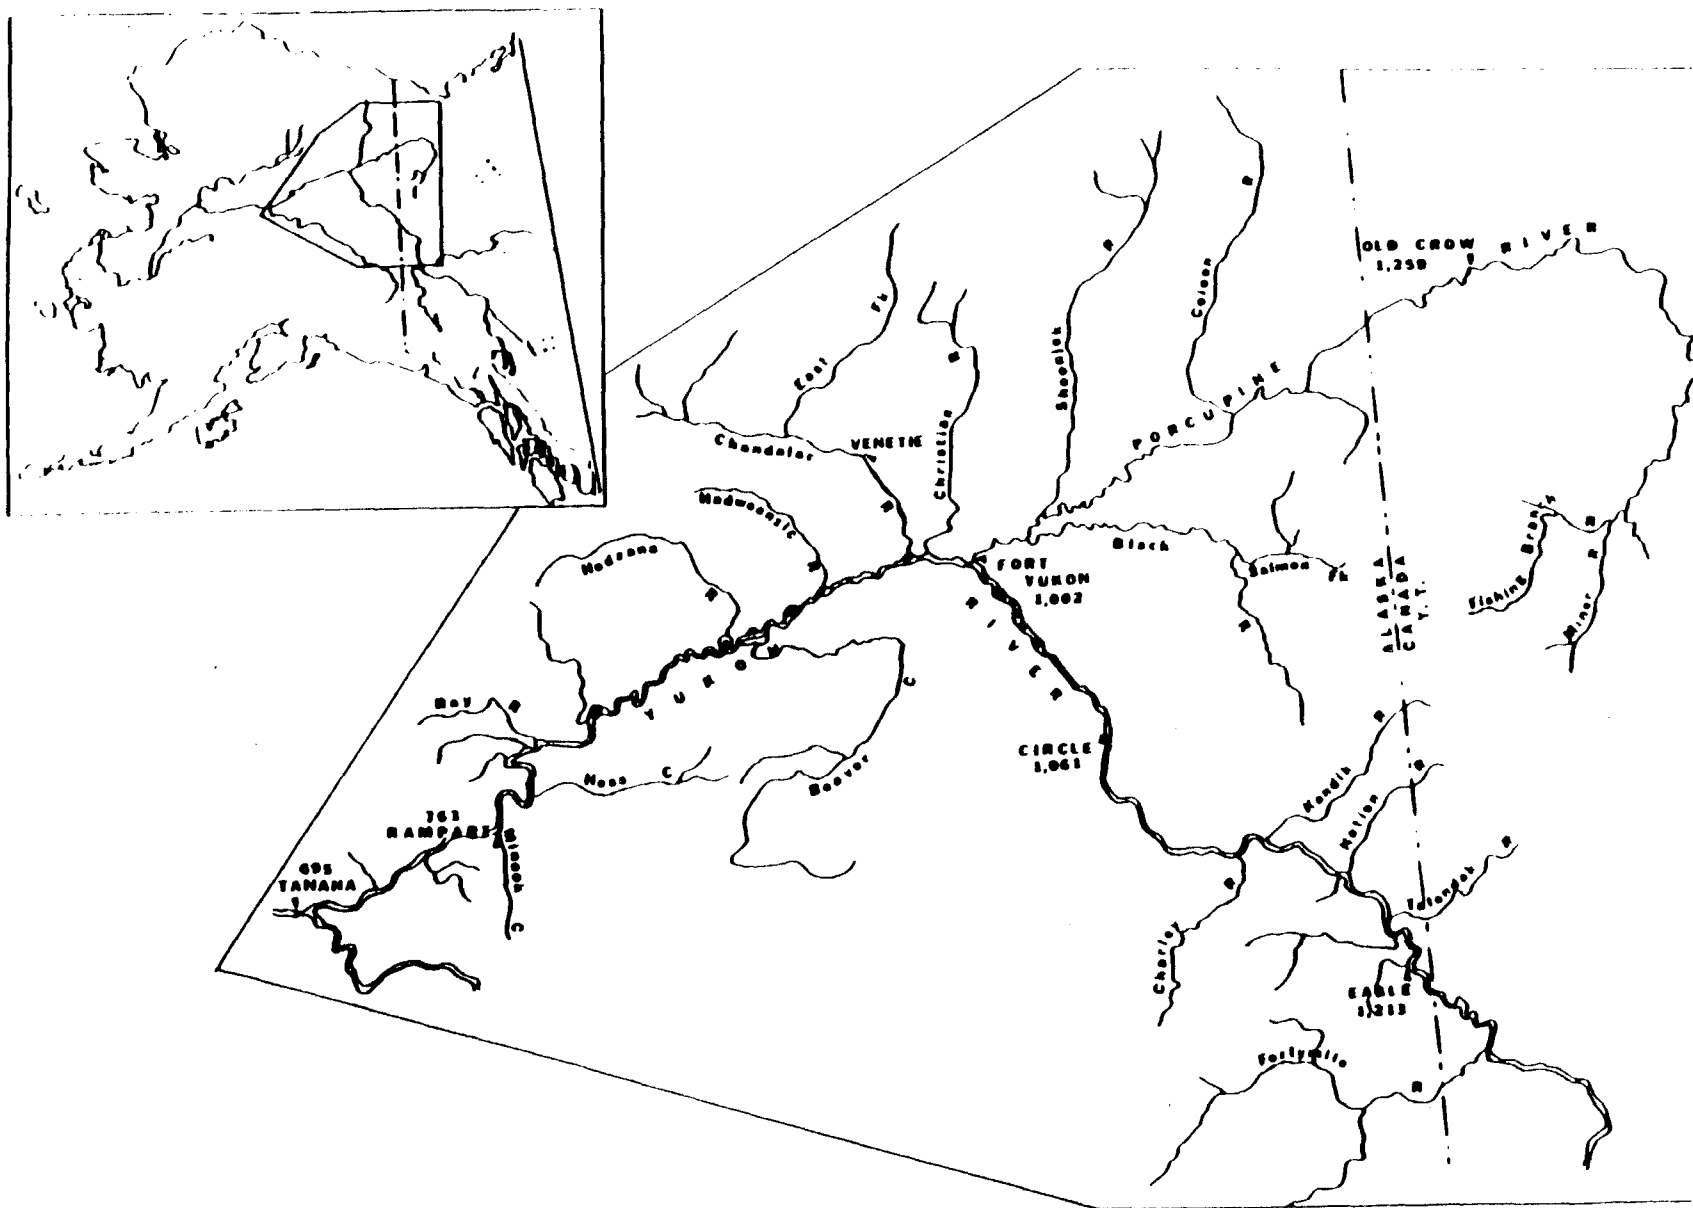 OLD CROW
1,259
RIVER
R
R
Coleen
Sheenjek
East Fk
R
Christian
PORCUPINE
Chandalar
VENETIE
R
Hadweenzic
R
Hodzana
R
Black
Salmon Fk
R
FORT
YUKON
1,002
Fishing Branch
R
Miner R
ALASKA
CANADA
Y. T.
YUKON
RIVER
Ray R
Beaver C
Hess C
CIRCLE
1,061
Kandik R
Nation R
763
RAMPART
Minook C
695
TANANA
Tatonduk R
Charley R
EAGLE
1,213
Fortymile R